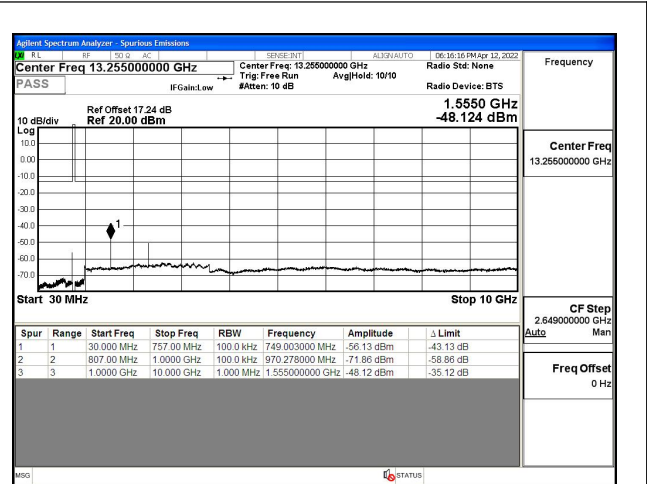 Agilent Spectrum Analyzer - Spurious Emissions
RL RF 50 Ω AC SENSE:INT ALIGN AUTO 06:16:16 PM Apr 12, 2022
Center Freq 13.255000000 GHz Center Freq: 13.255000000 GHz Radio Std: None
Trig: Free Run Avg|Hold: 10/10
PASS IFGain:Low #Atten: 10 dB Radio Device: BTS
Frequency
Ref Offset 17.24 dB 1.5550 GHz
10 dB/div Ref 20.00 dBm -48.124 dBm
Log
10.0
0.00
-10.0
-20.0
-30.0
-40.0
-50.0
-60.0
-70.0
1
Start 30 MHz Stop 10 GHz
Center Freq
13.255000000 GHz
CF Step
2.649000000 GHz
Auto Man
Freq Offset
0 Hz
Spur Range Start Freq Stop Freq RBW Frequency Amplitude Δ Limit
1 1 30.000 MHz 757.00 MHz 100.0 kHz 749.003000 MHz -56.13 dBm -43.13 dB
2 2 807.00 MHz 1.0000 GHz 100.0 kHz 970.278000 MHz -71.86 dBm -58.86 dB
3 3 1.0000 GHz 10.000 GHz 1.000 MHz 1.555000000 GHz -48.12 dBm -35.12 dB
MSG STATUS